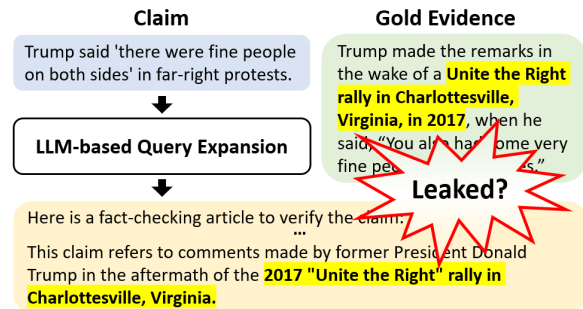 Claim
Trump said 'there were fine people
on both sides' in far-right protests.
LLM-based Query Expansion
Gold Evidence
Trump made the remarks in
the wake of a Unite the Right
rally in Charlottesville,
Virginia, in 2017, when he
said, "You also had some very
fine
Leaked?
Here is a fact-checking article to verify the claim:
...
This claim refers to comments made by former President Donald
Trump in the aftermath of the 2017 "Unite the Right" rally in
Charlottesville, Virginia.